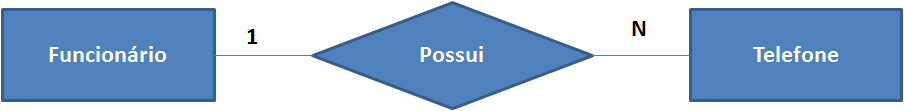 Funcionário
1
Possui
N
Telefone